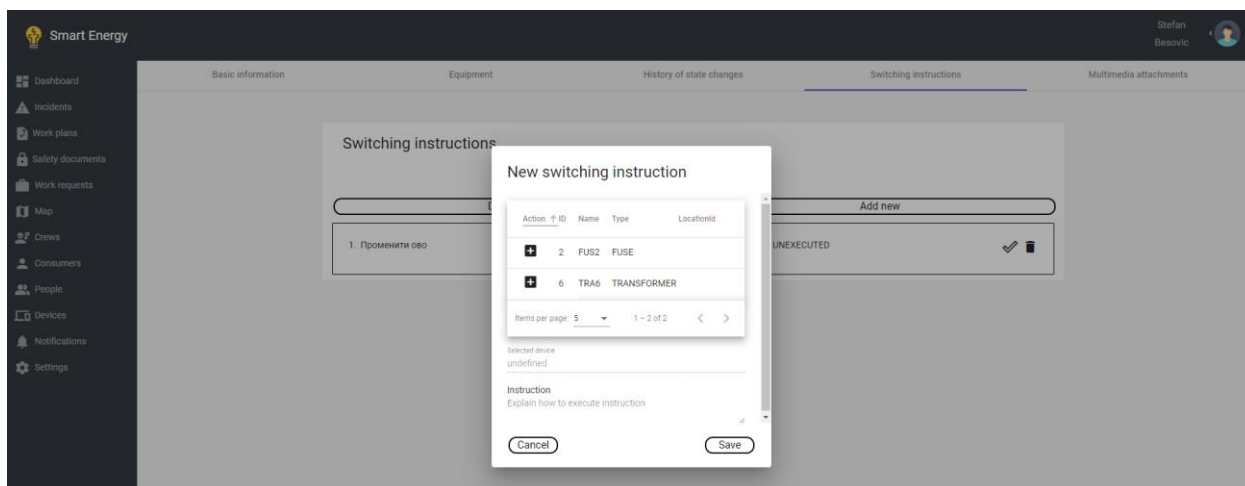 Smart Energy
Stefan
Besovic
Dashboard
Incidents
Work plans
Safety documents
Work requests
Map
Crews
Consumers
People
Devices
Notifications
Settings
Basic information Equipment History of state changes Switching instructions Multimedia attachments
Switching instructions
Add new
1. Променити ово UNEXECUTED
New switching instruction
Action ↑ ID Name Type LocationId
2 FUS2 FUSE
6 TRA6 TRANSFORMER
Items per page: 5 1 – 2 of 2
Selected device
undefined
Instruction
Explain how to execute instruction
Cancel Save